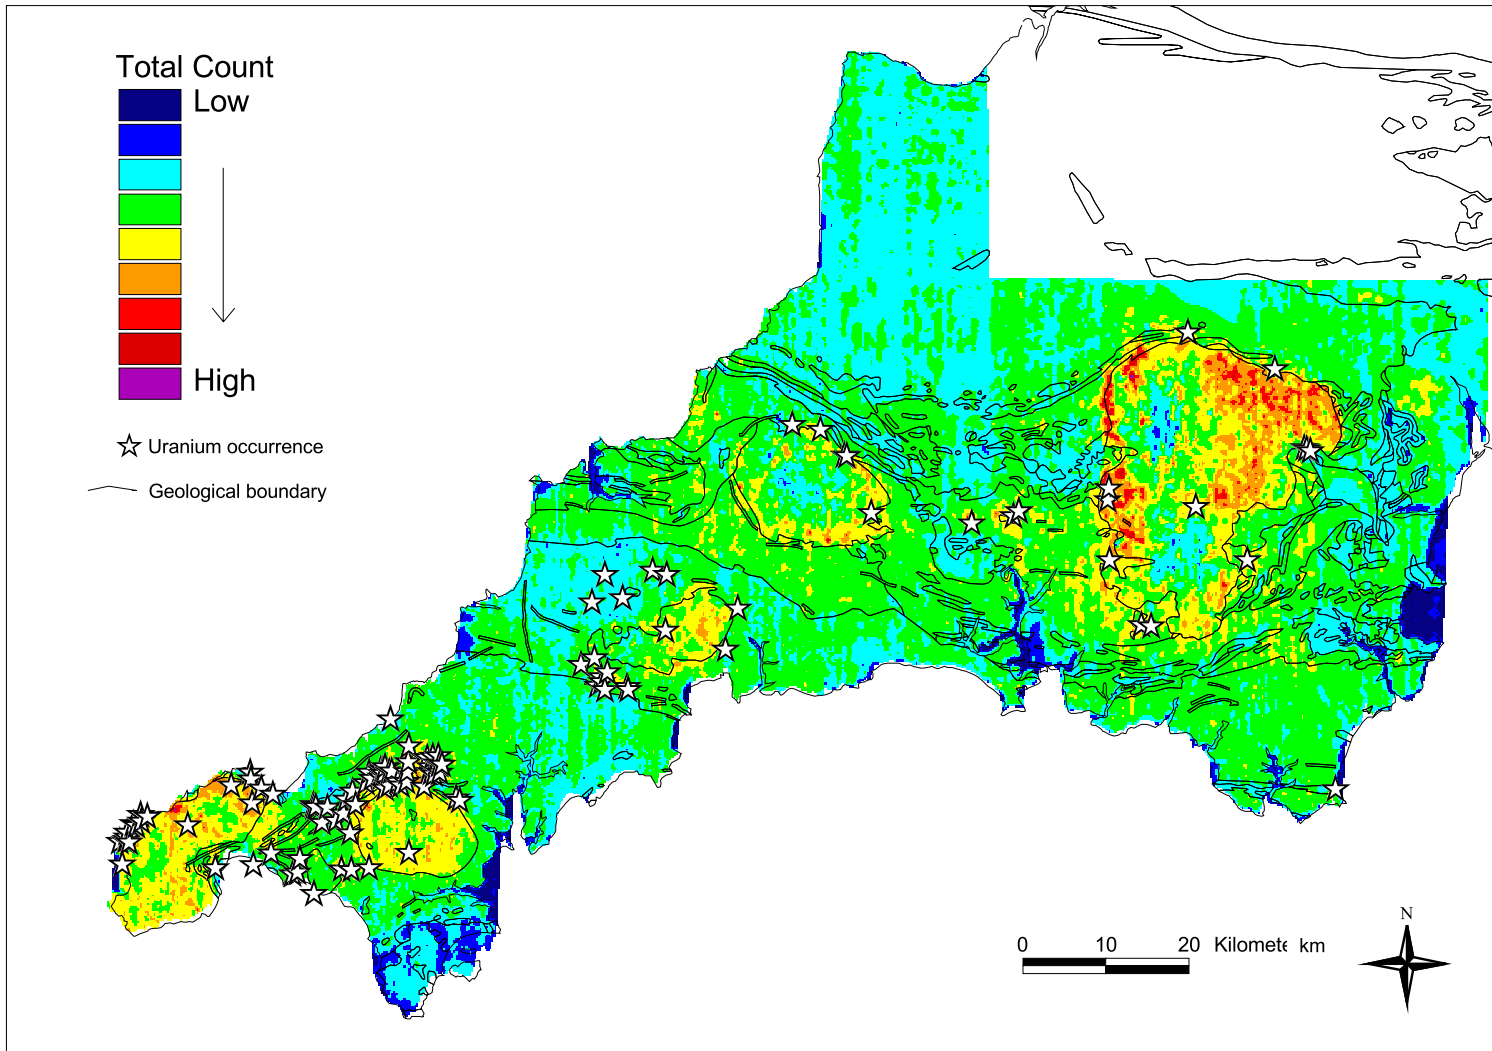 Total Count
Low
High
Uranium occurrence
Geological boundary
N
0 10 20 Kilomete km